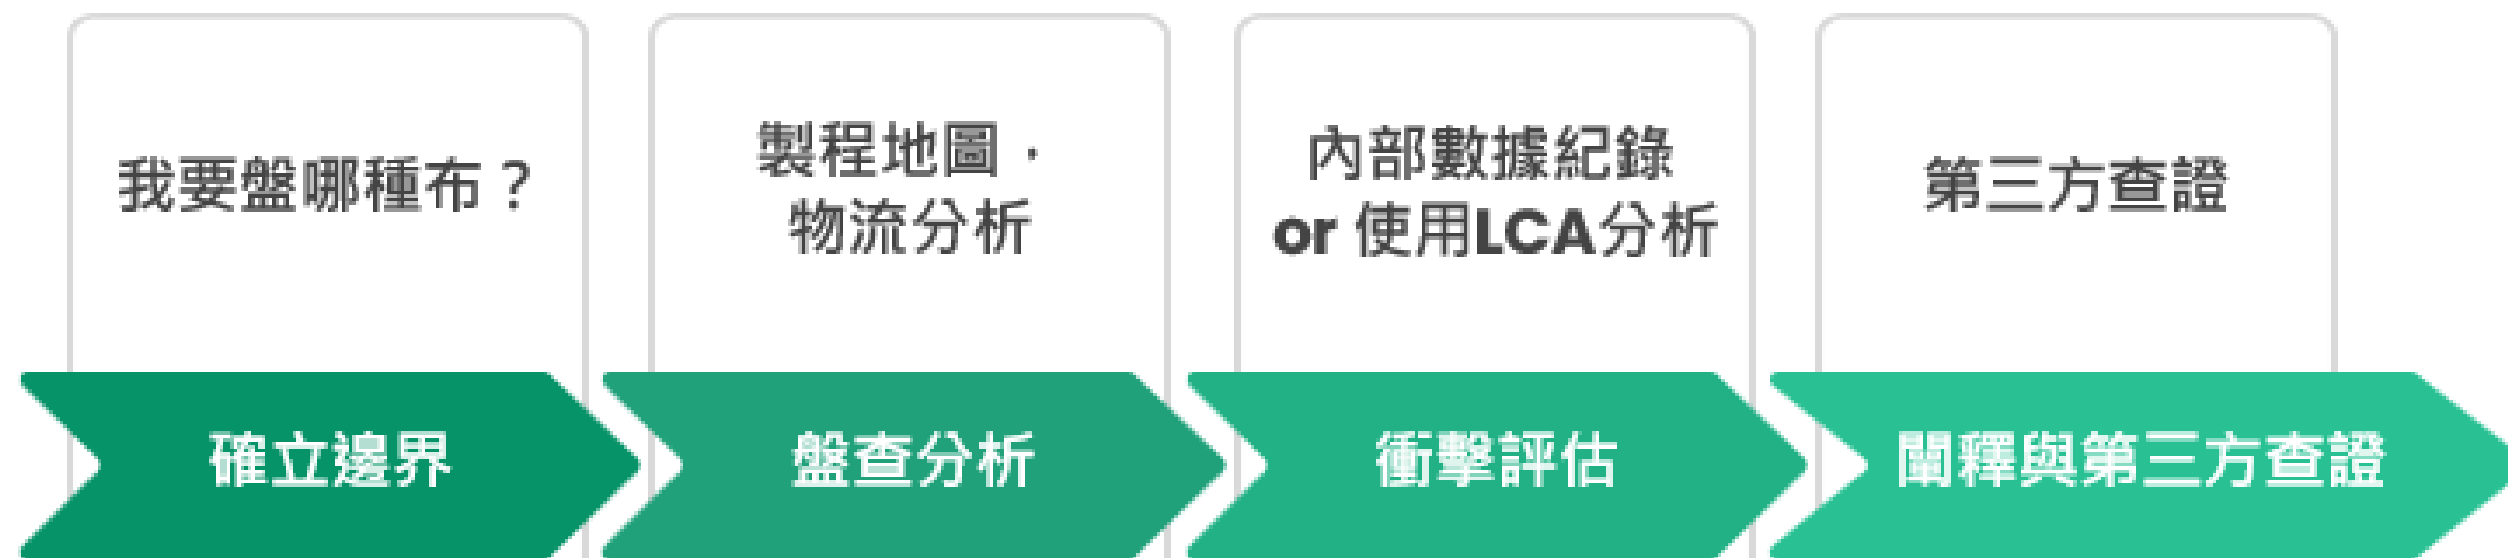 我要盤哪種布？
製程地圖．
物流分析
內部數據紀錄
or 使用LCA分析
第三方查證
確立邊界
盤查分析
衝擊評估
闡釋與第三方查證